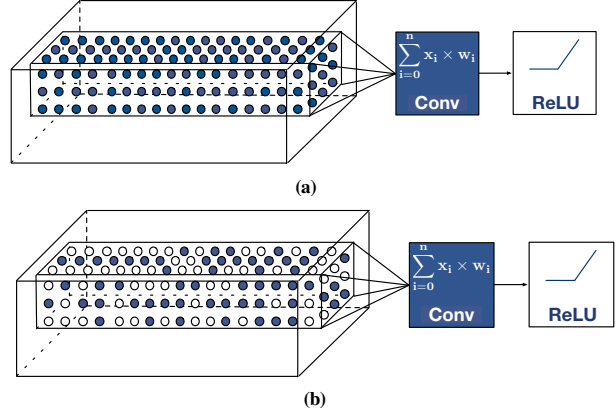 n
∑ xᵢ × wᵢ
i=0
Conv
ReLU
(a)
n
∑ xᵢ × wᵢ
i=0
Conv
ReLU
(b)